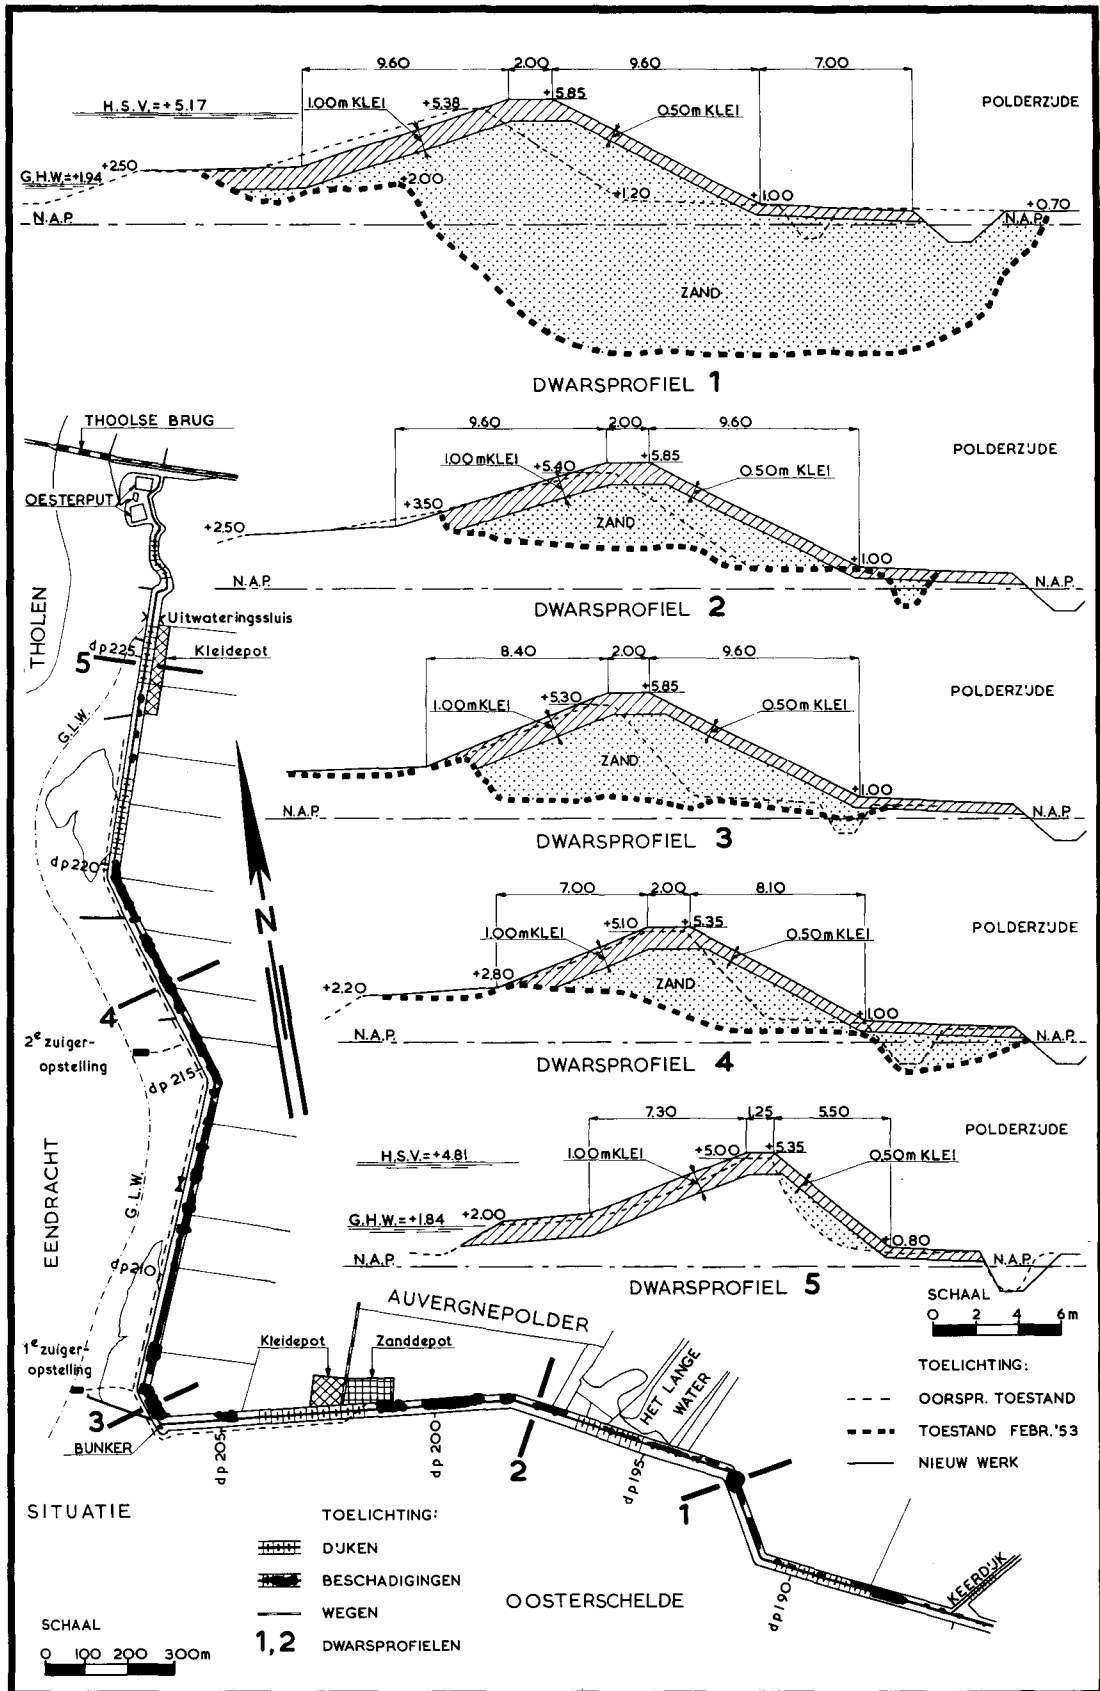 9.60 2.00 9.60 7.00
H.S.V.=+5.17
1.00m KLEI
+5.38
+5.85
0.50m KLEI
POLDERZIJDE
G.H.W.=+1.94
+2.50
+2.00
+1.20
+1.00
+0.70
N.A.P.
N.A.P.
ZAND
DWARSPROFIEL 1
THOOLSE BRUG
OESTERPUT
9.60 2.00 9.60
POLDERZIJDE
1.00m KLEI
+5.40
+5.85
0.50m KLEI
+3.50
+2.50
ZAND
+1.00
N.A.P.
N.A.P.
DWARSPROFIEL 2
THOLEN
Uitwateringssluis
dp225
Kleidepot
5
G.L.W.
8.40 2.00 9.60
POLDERZIJDE
+5.30
+5.85
1.00m KLEI
0.50m KLEI
ZAND
+1.00
N.A.P.
N.A.P.
DWARSPROFIEL 3
dp220
N
4
2e zuiger-
opstelling
dp215
7.00 2.00 8.10
POLDERZIJDE
+5.10
+5.35
1.00m KLEI
0.50m KLEI
+2.80
+2.20
ZAND
+1.00
N.A.P.
N.A.P.
DWARSPROFIEL 4
7.30 1.25 5.50
POLDERZIJDE
H.S.V.=+4.81
1.00m KLEI
+5.00
+5.35
0.50m KLEI
G.H.W.=+1.84
+2.00
+0.80
N.A.P.
N.A.P.
DWARSPROFIEL 5
EENDRACHT
G.L.W.
dp210
SCHAAL
0 2 4 6m
AUVERGNEPOLDER
1e zuiger-
opstelling
Kleidepot
Zanddepot
HET LANGE
WATER
3
BUNKER
dp205
dp200
2
dp195
1
TOELICHTING:
OORSPR. TOESTAND
TOESTAND FEBR.'53
NIEUW WERK
SITUATIE
TOELICHTING:
DIJKEN
BESCHADIGINGEN
WEGEN
1,2 DWARSPROFIELEN
OOSTERSCHELDE
dp190
KEERDIJK
SCHAAL
0 100 200 300m